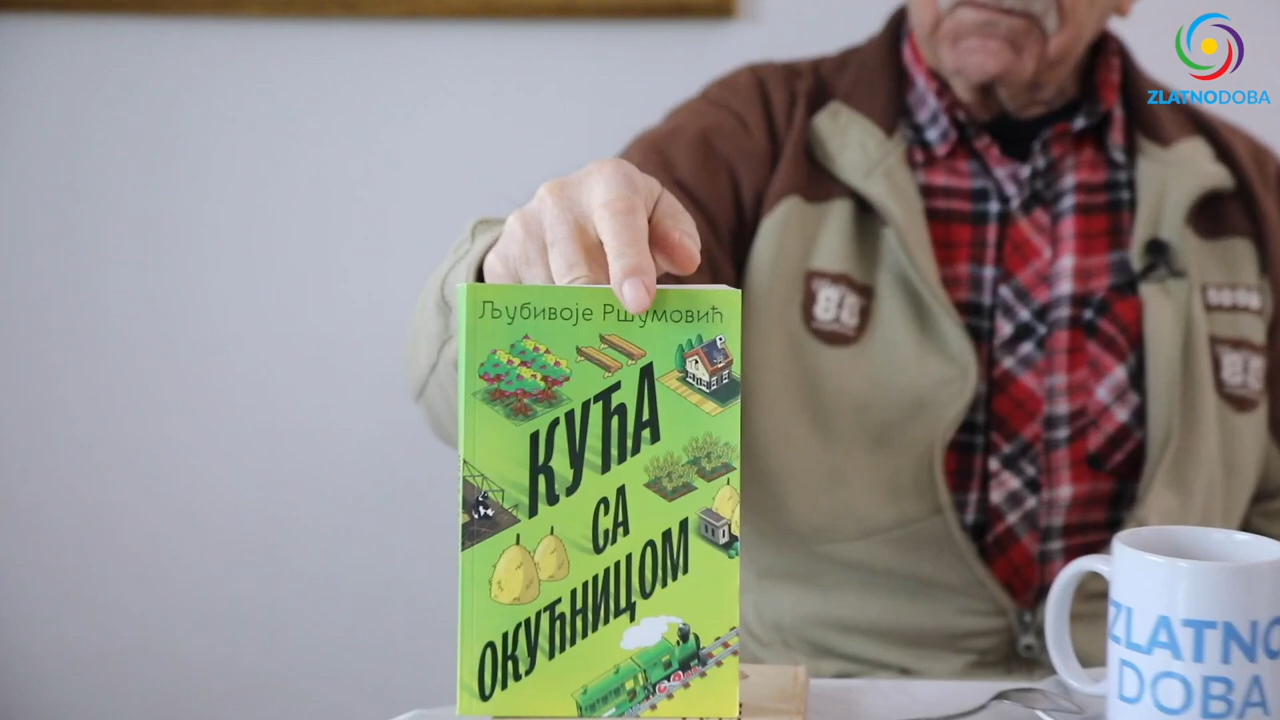 ZLATNODOBA
Љубивоје Ршумовић
КУЋА
СА
ОКУЋНИЦОМ
ZLATNO
DOBA